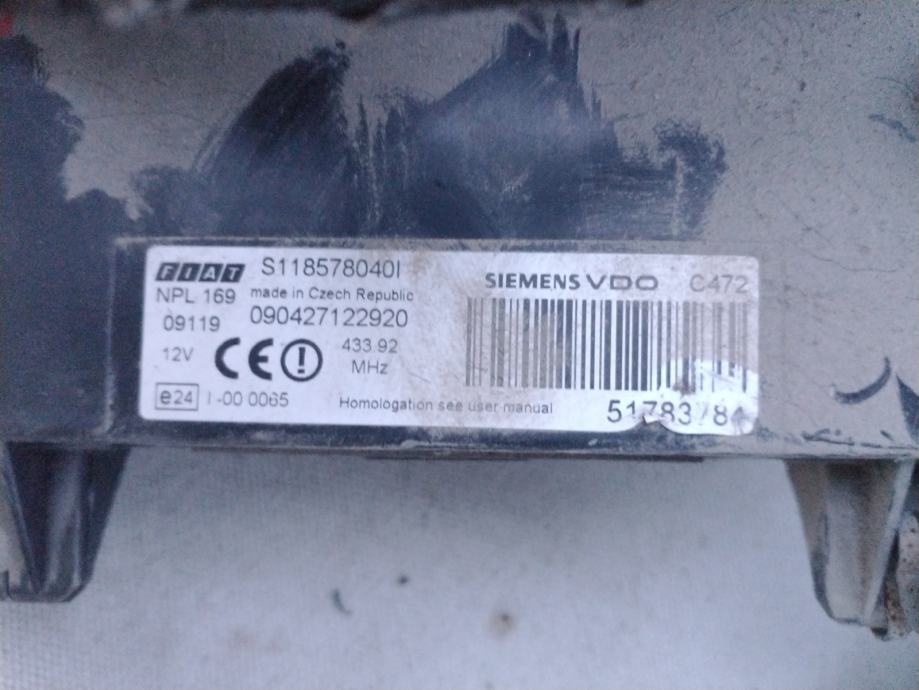 FIAT S118578040I
SIEMENS VDO C472
NPL 169 made in Czech Republic
09119 090427122920
12V CE 433.92
MHz
e24 I-00 0065 Homologation see user manual
51783784